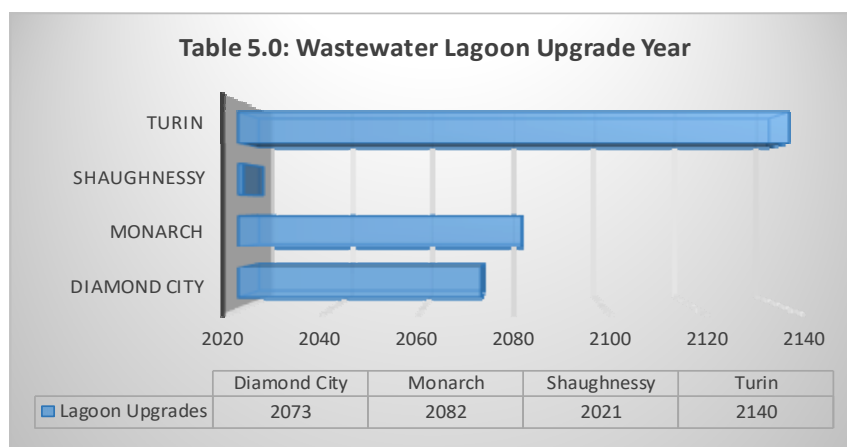 Table 5.0: Wastewater Lagoon Upgrade Year
TURIN
SHAUGHNESSY
MONARCH
DIAMOND CITY
2020 2040 2060 2080 2100 2120 2140
Diamond City Monarch Shaughnessy Turin
Lagoon Upgrades 2073 2082 2021 2140